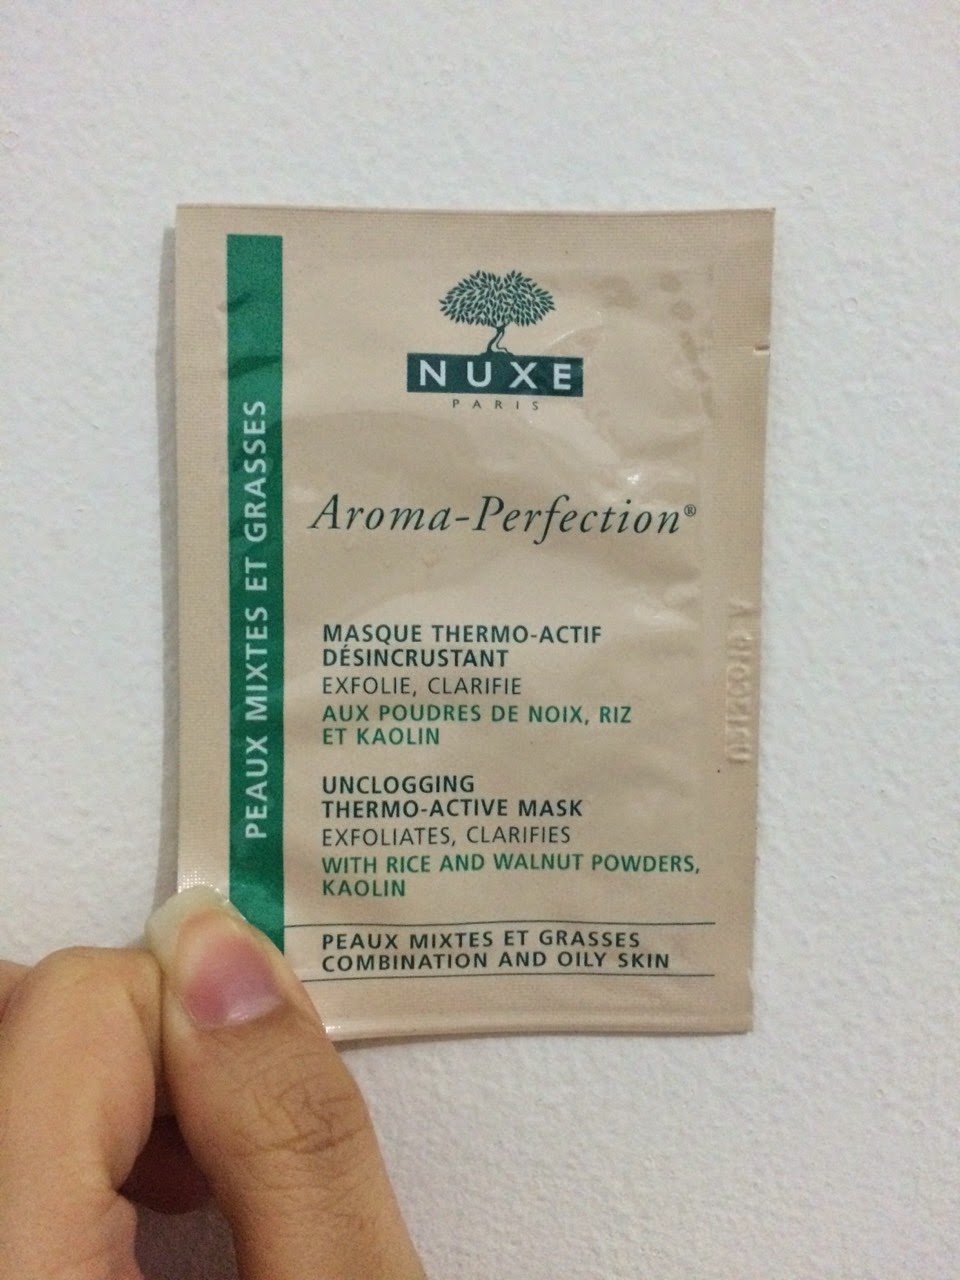 PEAUX MIXTES ET GRASSES
NUXE
PARIS
Aroma-Perfection®
MASQUE THERMO-ACTIF
DÉSINCRUSTANT
EXFOLIE, CLARIFIE
AUX POUDRES DE NOIX, RIZ
ET KAOLIN
UNCLOGGING
THERMO-ACTIVE MASK
EXFOLIATES, CLARIFIES
WITH RICE AND WALNUT POWDERS,
KAOLIN
PEAUX MIXTES ET GRASSES
COMBINATION AND OILY SKIN